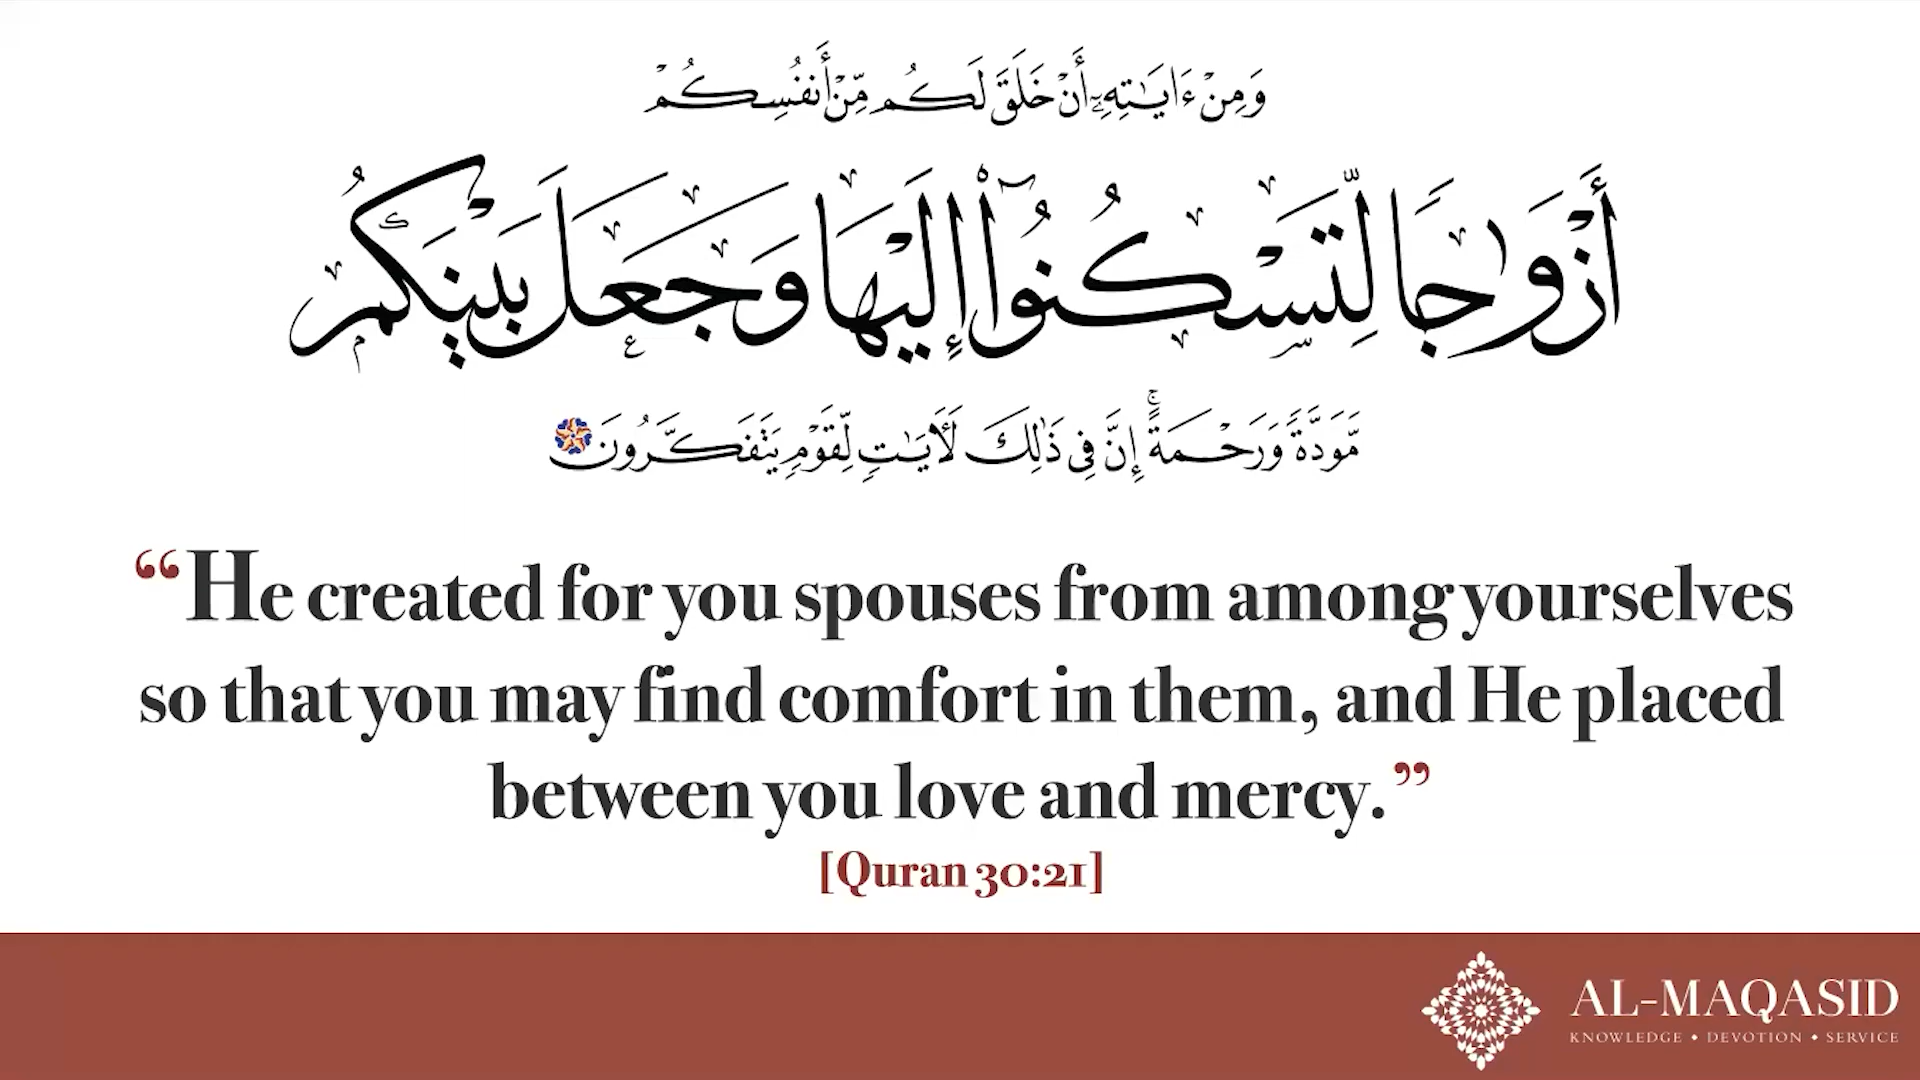 وَمِنْ ءَايَٰتِهِۦٓ أَنْ خَلَقَ لَكُم مِّنْ أَنفُسِكُمْ
أَزْوَٰجًا لِّتَسْكُنُوٓا۟ إِلَيْهَا وَجَعَلَ بَيْنَكُم
مَّوَدَّةً وَرَحْمَةً ۚ إِنَّ فِى ذَٰلِكَ لَءَايَٰتٍ لِّقَوْمٍ يَتَفَكَّرُونَ
“He created for you spouses from among yourselves
so that you may find comfort in them, and He placed
between you love and mercy.”
[Quran 30:21]
AL-MAQASID
KNOWLEDGE • DEVOTION • SERVICE